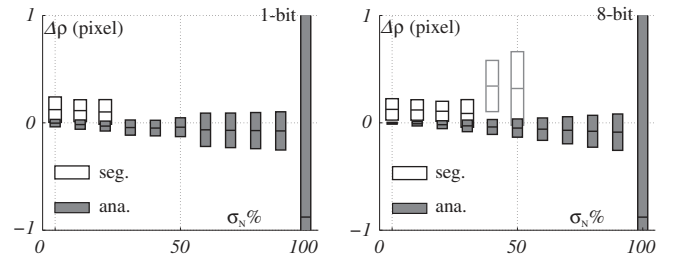 1 1-bit
Δρ (pixel)
0
seg.
ana.
σN%
−1
0 50 100
1 8-bit
Δρ (pixel)
0
seg.
ana.
σN%
−1
0 50 100